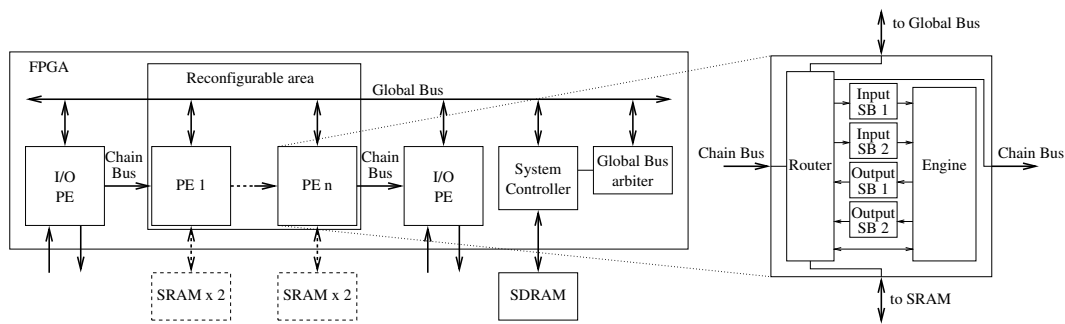 to Global Bus
FPGA
Reconfigurable area
Global Bus
Input
SB 1
Input
SB 2
Chain
Bus
Chain
Bus
Chain Bus
Router
Engine
Chain Bus
I/O
PE
PE 1
PE n
I/O
PE
System
Controller
Global Bus
arbiter
Output
SB 1
Output
SB 2
SRAM x 2
SRAM x 2
SDRAM
to SRAM